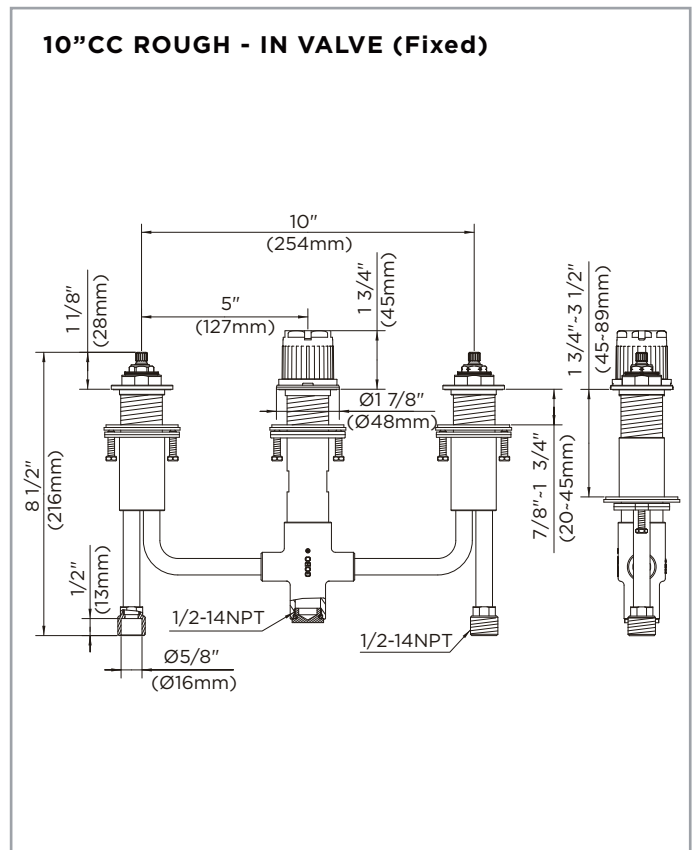 10”CC ROUGH - IN VALVE (Fixed)
10"
(254mm)
5"
(127mm)
1 1/8"
(28mm)
1 3/4"
(45mm)
1 3/4"~3 1/2"
(45~89mm)
Ø1 7/8"
(Ø48mm)
7/8"~1 3/4"
(20~45mm)
8 1/2"
(216mm)
1/2"
(13mm)
1/2-14NPT
1/2-14NPT
Ø5/8"
(Ø16mm)